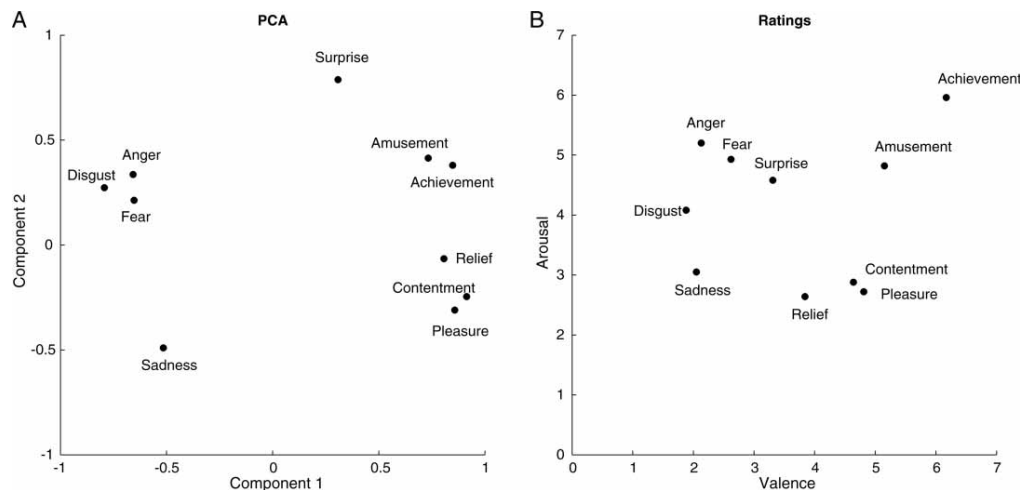 A
PCA
1
Surprise
0.5
Amusement
Anger
Achievement
Disgust
Fear
Component 2
0
Relief
Contentment
Pleasure
-0.5
Sadness
-1
-1
-0.5
0
0.5
1
Component 1
B
Ratings
7
6
Achievement
5
Anger
Fear
Amusement
Surprise
4
Disgust
Arousal
3
Contentment
Sadness
Pleasure
Relief
2
1
0
0
1
2
3
4
5
6
7
Valence